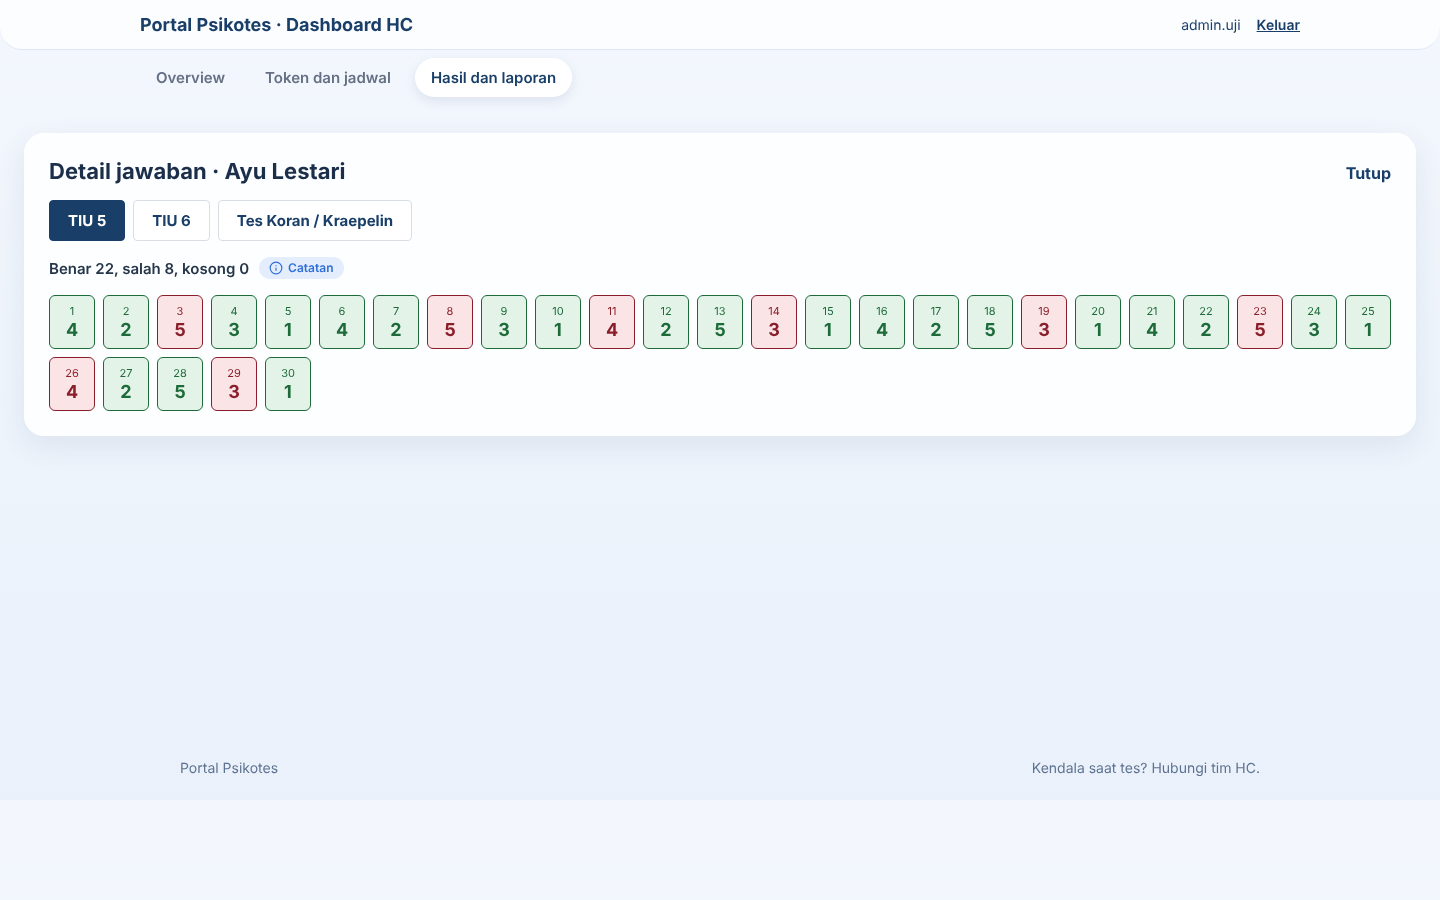 Portal Psikotes · Dashboard HC
admin.uji Keluar
Overview Token dan jadwal Hasil dan laporan
Detail jawaban · Ayu Lestari
Tutup
TIU 5 TIU 6 Tes Koran / Kraepelin
Benar 22, salah 8, kosong 0 Catatan
1 2 3 4 5 6 7 8 9 10 11 12 13 14 15 16 17 18 19 20 21 22 23 24 25
4 2 5 3 1 4 2 5 3 1 4 2 5 3 1 4 2 5 3 1 4 2 5 3 1
26 27 28 29 30
4 2 5 3 1
Portal Psikotes
Kendala saat tes? Hubungi tim HC.